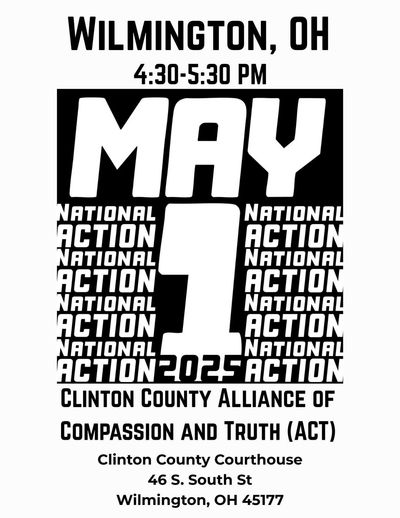 Wilmington, OH
4:30-5:30 PM
MAY
1
National Action National Action
National Action National Action
National Action National Action
National Action National Action
2025
Clinton County Alliance of
Compassion and Truth (ACT)
Clinton County Courthouse
46 S. South St
Wilmington, OH 45177